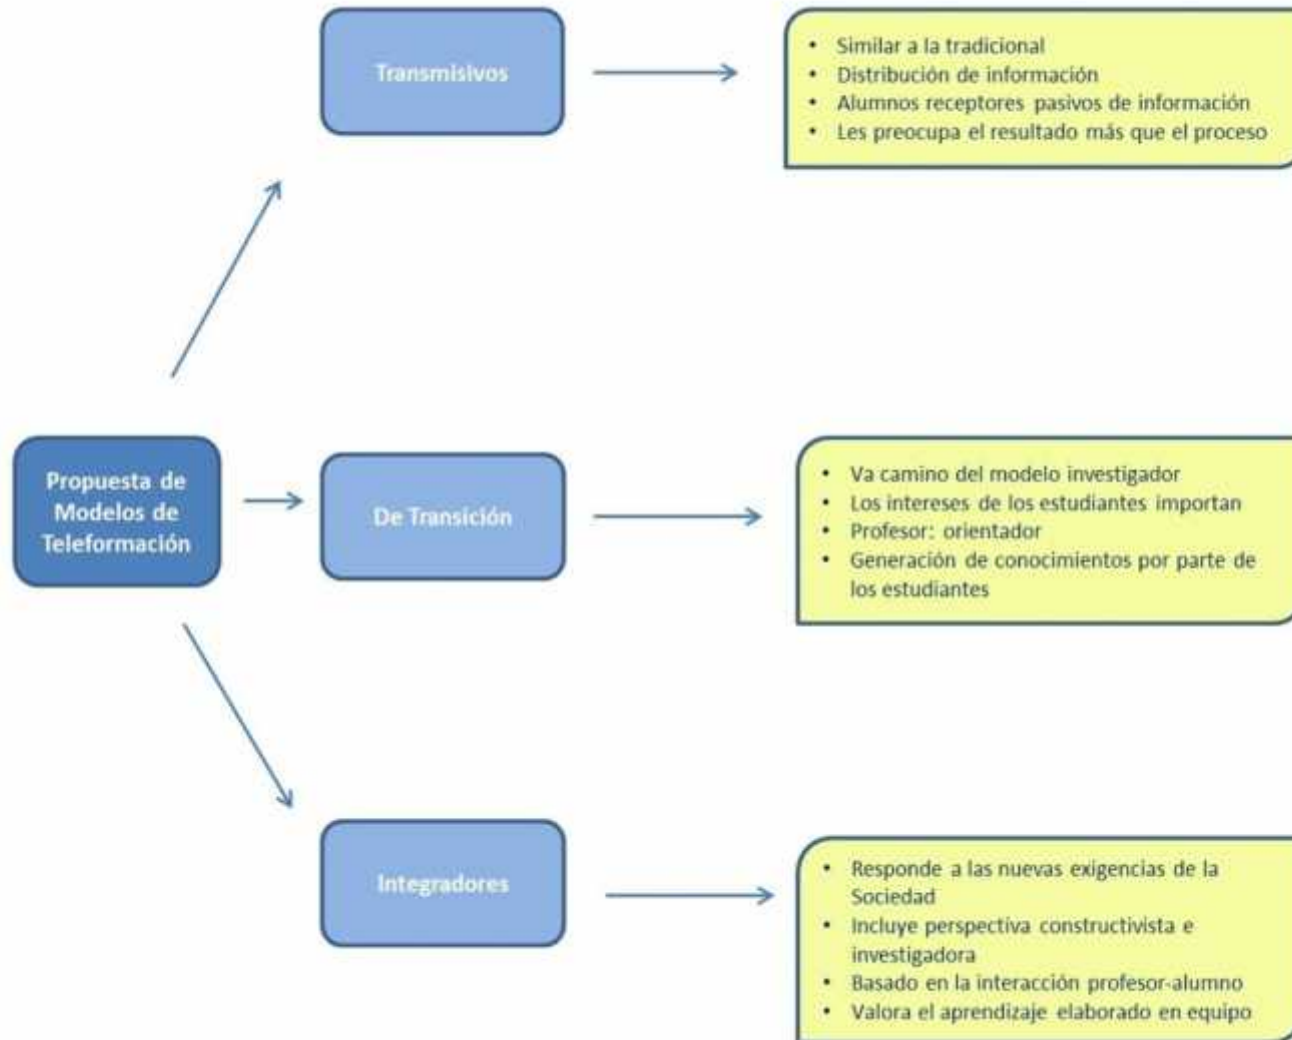 Transmisivos
• Similar a la tradicional
• Distribución de información
• Alumnos receptores pasivos de información
• Les preocupa el resultado más que el proceso
Propuesta de
Modelos de
Teleformación
De Transición
• Va camino del modelo investigador
• Los intereses de los estudiantes importan
• Profesor: orientador
• Generación de conocimientos por parte de
los estudiantes
Integradores
• Responde a las nuevas exigencias de la
Sociedad
• Incluye perspectiva constructivista e
investigadora
• Basado en la interacción profesor-alumno
• Valora el aprendizaje elaborado en equipo